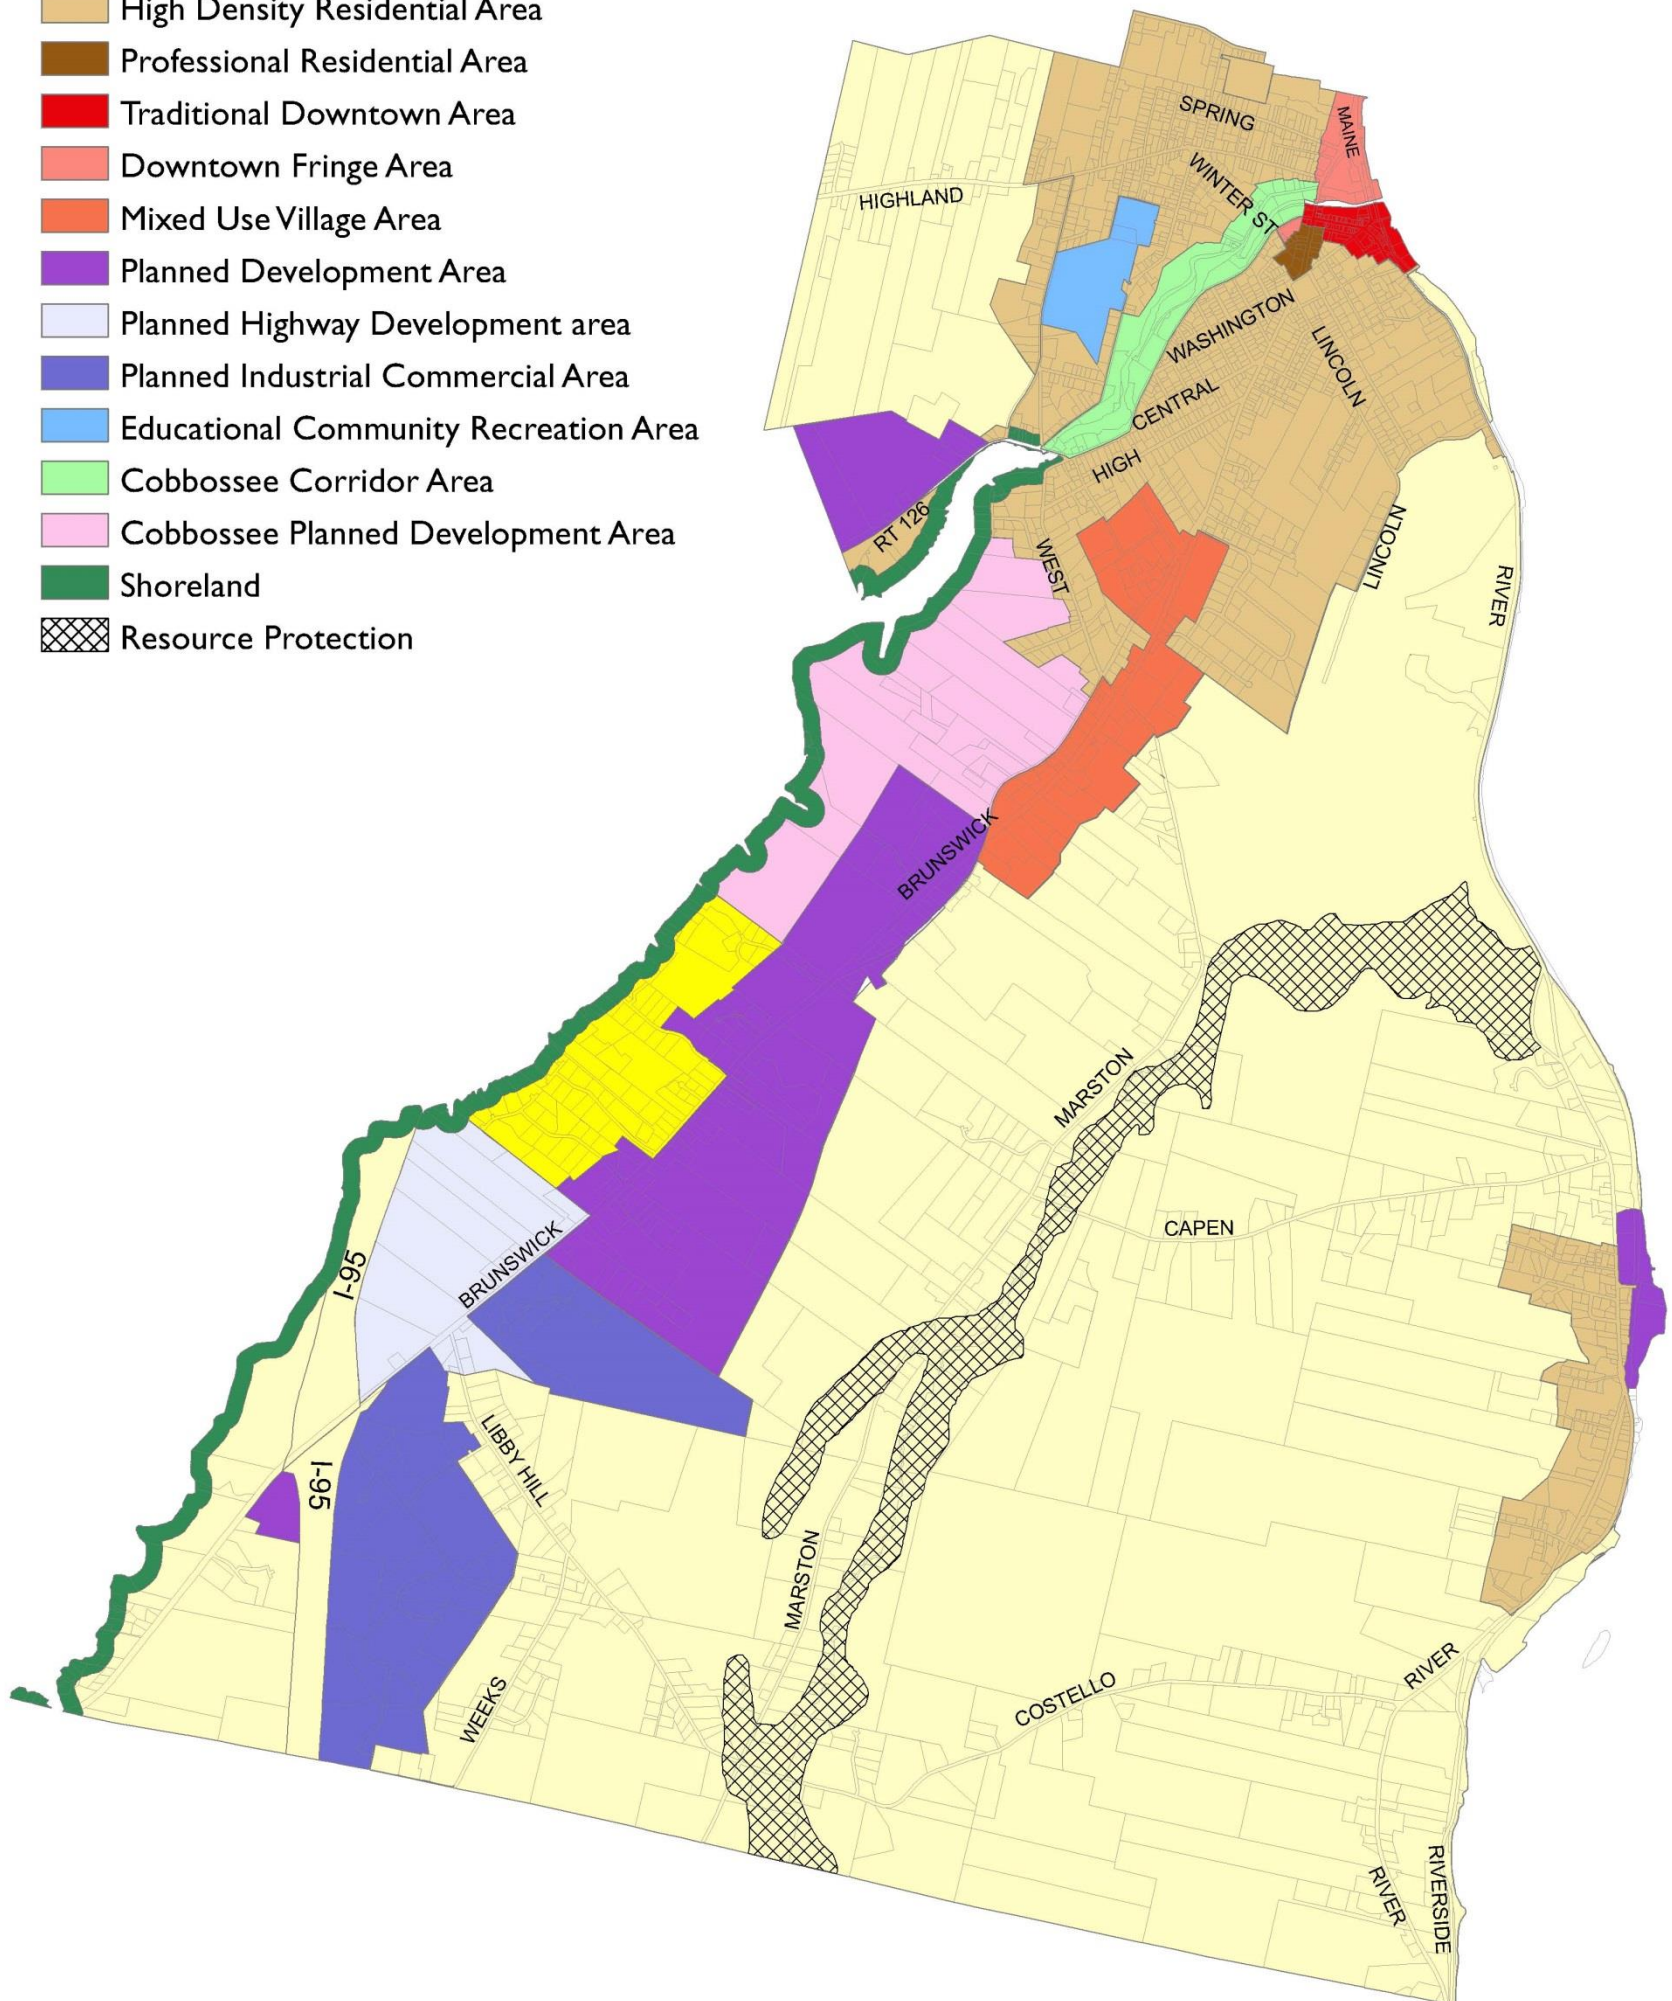 High Density Residential Area
Professional Residential Area
Traditional Downtown Area
Downtown Fringe Area
Mixed Use Village Area
Planned Development Area
Planned Highway Development area
Planned Industrial Commercial Area
Educational Community Recreation Area
Cobbossee Corridor Area
Cobbossee Planned Development Area
Shoreland
Resource Protection
SPRING
MAINE
WINTER ST
HIGHLAND
WASHINGTON
LINCOLN
CENTRAL
HIGH
RT 126
WEST
LINCOLN
RIVER
BRUNSWICK
MARSTON
CAPEN
BRUNSWICK
I-95
LIBBY HILL
I-95
MARSTON
WEEKS
COSTELLO
RIVER
RIVER
RIVERSIDE